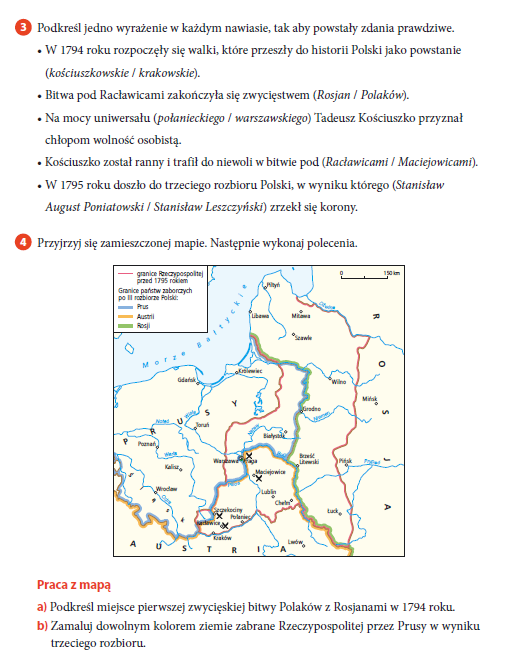 3 Podkreśl jedno wyrażenie w każdym nawiasie, tak aby powstały zdania prawdziwe.
• W 1794 roku rozpoczęły się walki, które przeszły do historii Polski jako powstanie
(kościuszkowskie / krakowskie).
• Bitwa pod Racławicami zakończyła się zwycięstwem (Rosjan / Polaków).
• Na mocy uniwersału (połanieckiego / warszawskiego) Tadeusz Kościuszko przyznał
chłopom wolność osobistą.
• Kościuszko został ranny i trafił do niewoli w bitwie pod (Racławicami / Maciejowicami).
• W 1795 roku doszło do trzeciego rozbioru Polski, w wyniku którego (Stanisław
August Poniatowski / Stanisław Leszczyński) zrzekł się korony.
4 Przyjrzyj się zamieszczonej mapie. Następnie wykonaj polecenia.
granice Rzeczypospolitej
przed 1795 rokiem
Granice państw zaborczych
po III rozbiorze Polski:
Prus
Austrii
Rosji
0 150 km
Piltyń
Libawa
Mitawa
Szawle
Morze Bałtyckie
Królewiec
Gdańsk
Wilno
Mińsk
Grodno
Toruń
Białystok
Poznań
Warszawa
Praga
Brześć
Litewski
Pińsk
Kalisz
Maciejowice
Wrocław
Lublin
Chełm
Szczekociny
Połaniec
Łuck
Racławice
Kraków
Lwów
PRUSY
ROSJA
AUSTRIA
Praca z mapą
a) Podkreśl miejsce pierwszej zwycięskiej bitwy Polaków z Rosjanami w 1794 roku.
b) Zamaluj dowolnym kolorem ziemie zabrane Rzeczypospolitej przez Prusy w wyniku
trzeciego rozbioru.